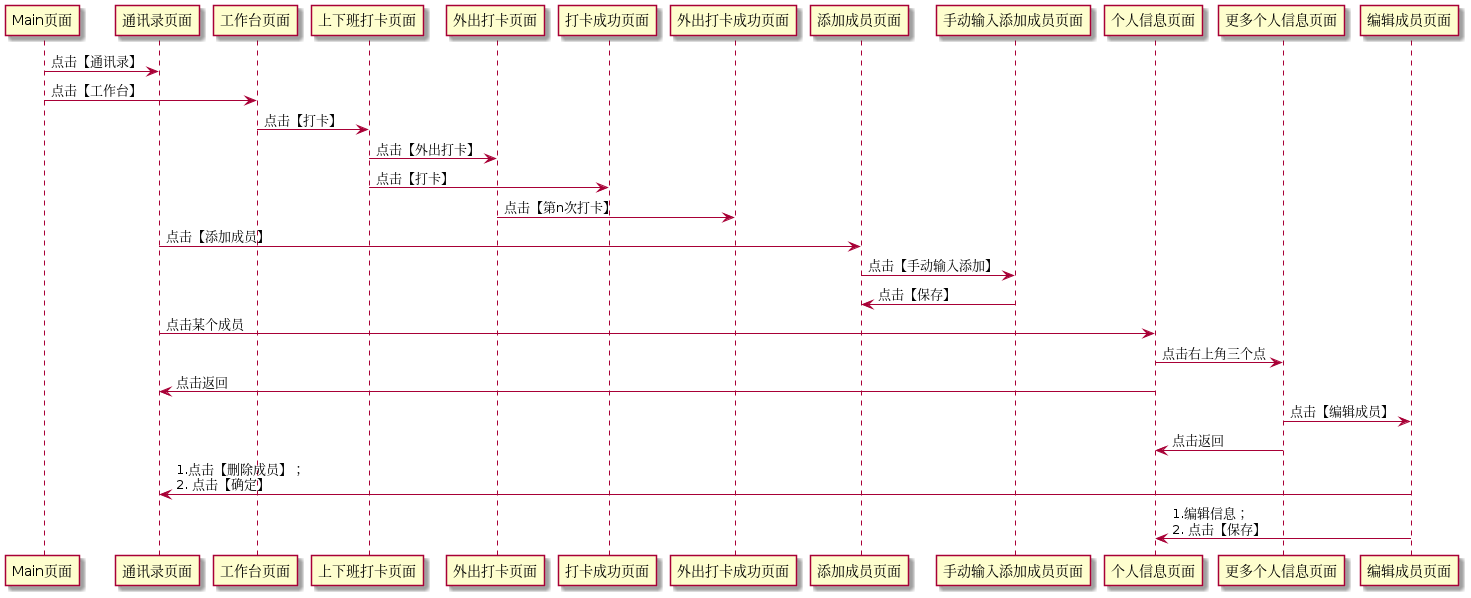 Main页面
通讯录页面
工作台页面
上下班打卡页面
外出打卡页面
打卡成功页面
外出打卡成功页面
添加成员页面
手动输入添加成员页面
个人信息页面
更多个人信息页面
编辑成员页面
点击【通讯录】
点击【工作台】
点击【打卡】
点击【外出打卡】
点击【打卡】
点击【第n次打卡】
点击【添加成员】
点击【手动输入添加】
点击【保存】
点击某个成员
点击右上角三个点
点击返回
点击【编辑成员】
点击返回
1.点击【删除成员】；
2. 点击【确定】
1.编辑信息；
2. 点击【保存】
Main页面
通讯录页面
工作台页面
上下班打卡页面
外出打卡页面
打卡成功页面
外出打卡成功页面
添加成员页面
手动输入添加成员页面
个人信息页面
更多个人信息页面
编辑成员页面